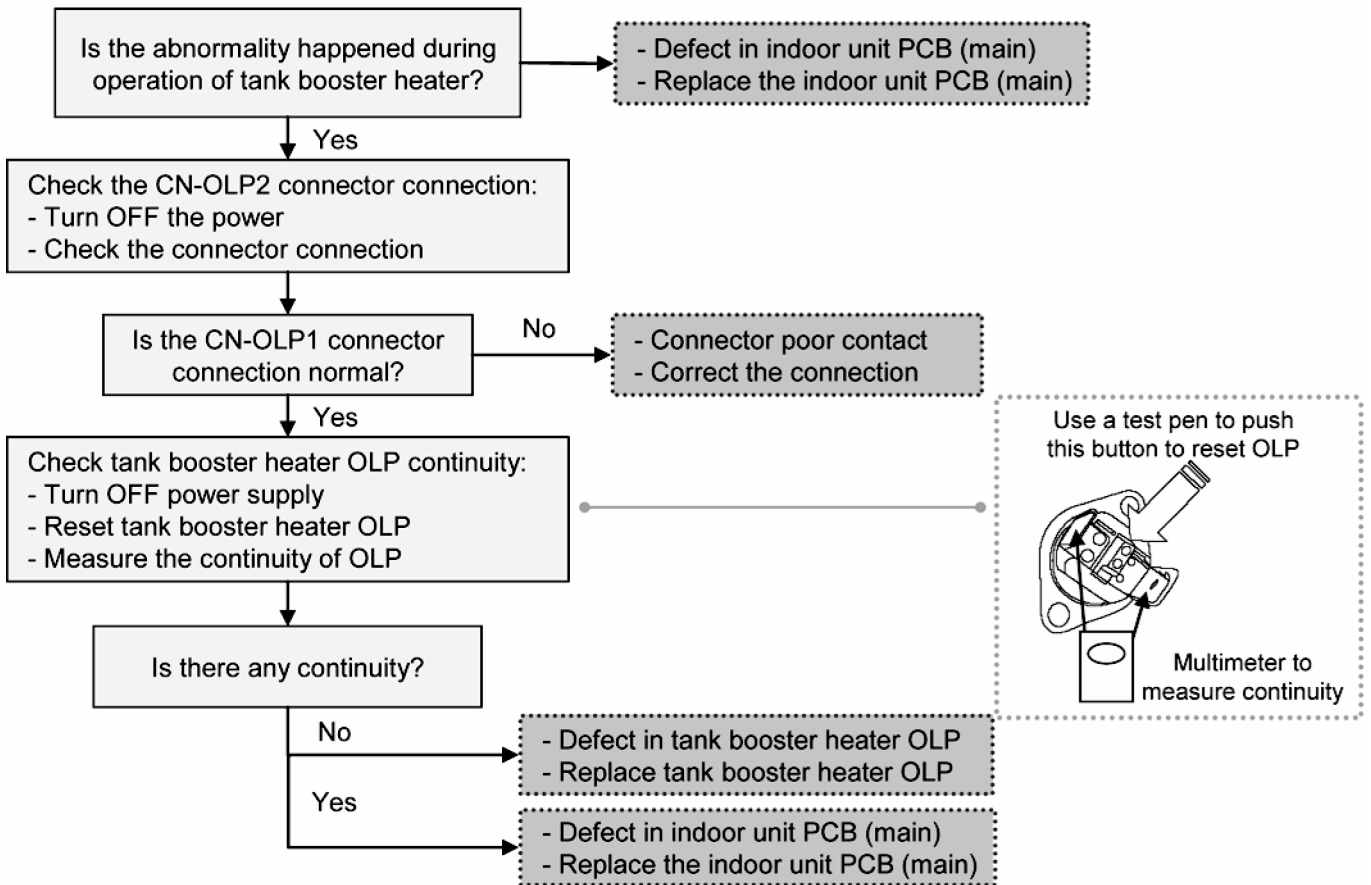 Is the abnormality happened during
operation of tank booster heater?
- Defect in indoor unit PCB (main)
- Replace the indoor unit PCB (main)
Yes
Check the CN-OLP2 connector connection:
- Turn OFF the power
- Check the connector connection
Is the CN-OLP1 connector
connection normal?
No
- Connector poor contact
- Correct the connection
Yes
Check tank booster heater OLP continuity:
- Turn OFF power supply
- Reset tank booster heater OLP
- Measure the continuity of OLP
Use a test pen to push
this button to reset OLP
Multimeter to
measure continuity
Is there any continuity?
No
- Defect in tank booster heater OLP
- Replace tank booster heater OLP
Yes
- Defect in indoor unit PCB (main)
- Replace the indoor unit PCB (main)